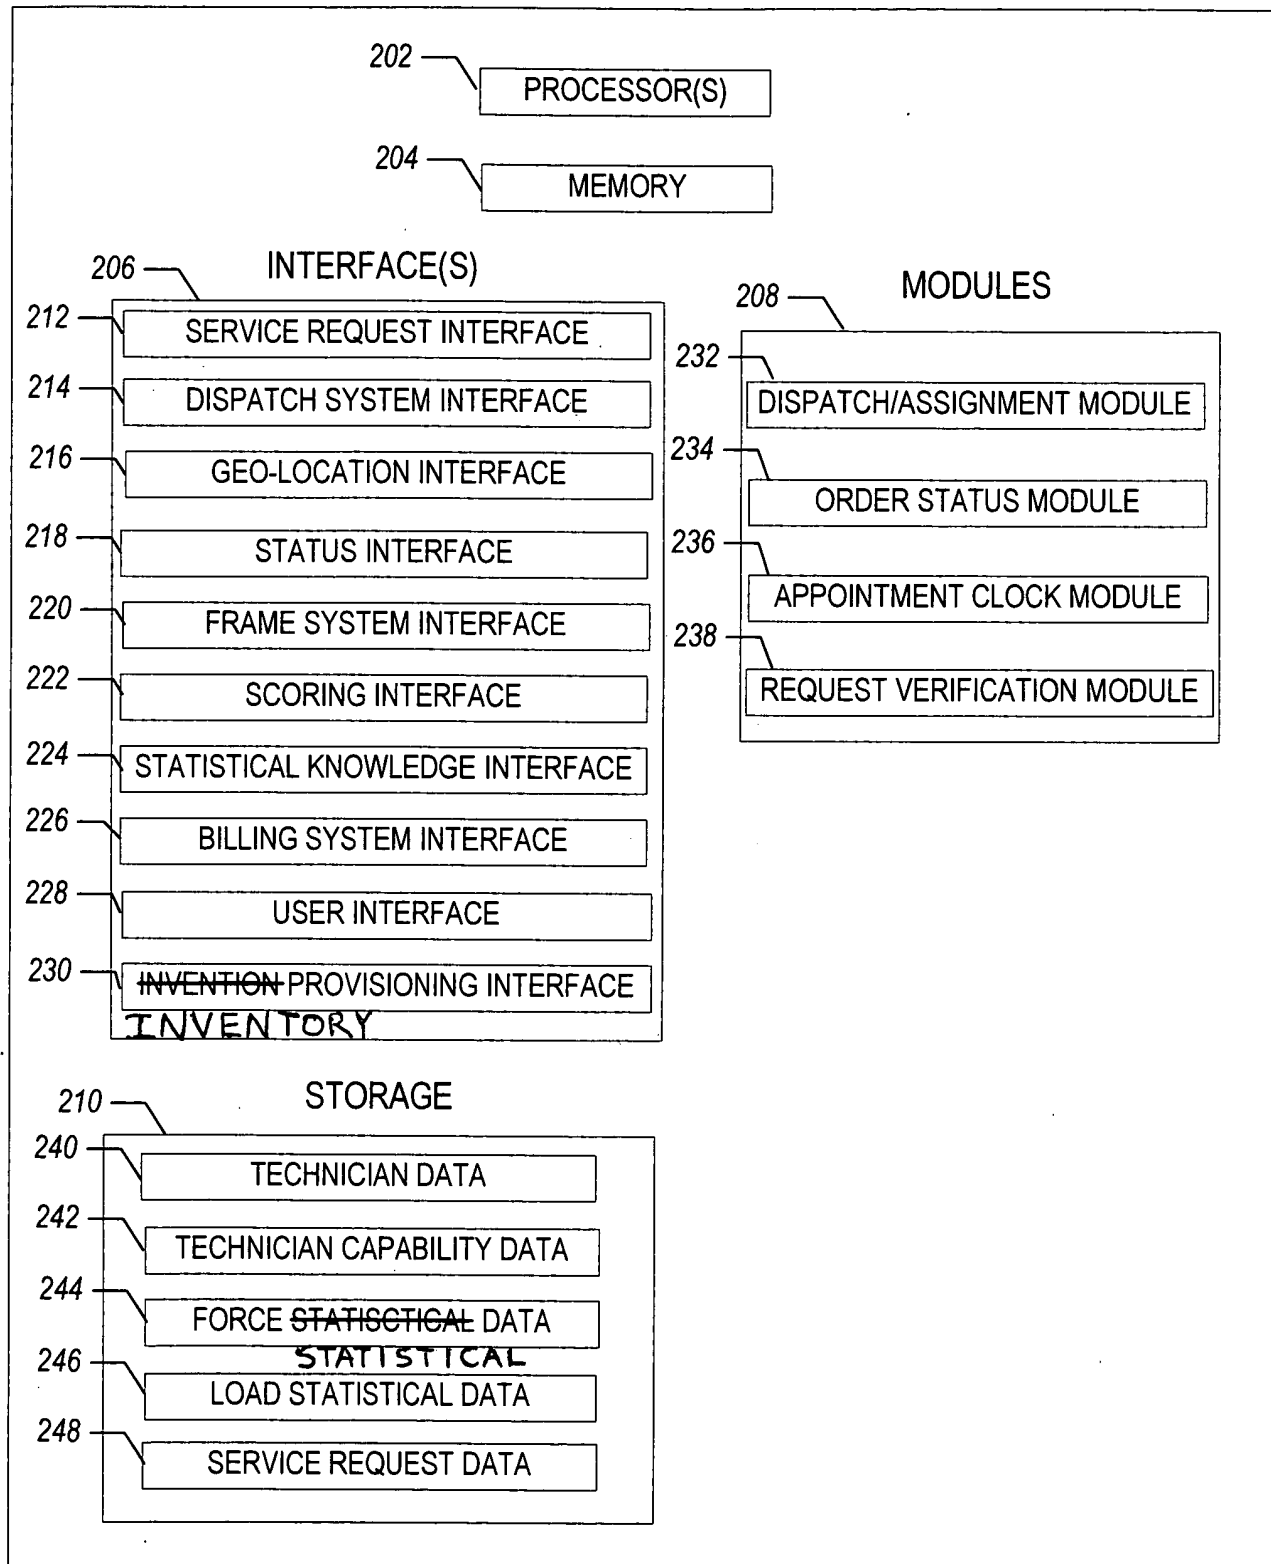 202
PROCESSOR(S)
204
MEMORY
206
INTERFACE(S)
212
SERVICE REQUEST INTERFACE
214
DISPATCH SYSTEM INTERFACE
216
GEO-LOCATION INTERFACE
218
STATUS INTERFACE
220
FRAME SYSTEM INTERFACE
222
SCORING INTERFACE
224
STATISTICAL KNOWLEDGE INTERFACE
226
BILLING SYSTEM INTERFACE
228
USER INTERFACE
230
INVENTION PROVISIONING INTERFACE
INVENTORY
208
MODULES
232
DISPATCH/ASSIGNMENT MODULE
234
ORDER STATUS MODULE
236
APPOINTMENT CLOCK MODULE
238
REQUEST VERIFICATION MODULE
210
STORAGE
240
TECHNICIAN DATA
242
TECHNICIAN CAPABILITY DATA
244
FORCE STATISCTICAL DATA
STATISTICAL
246
LOAD STATISTICAL DATA
248
SERVICE REQUEST DATA